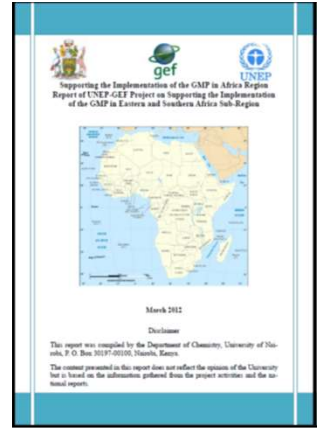 gef
UNEP
Supporting the Implementation of the GMP in Africa Region
Report of UNEP-GEF Project on Supporting the Implementation
of the GMP in Eastern and Southern Africa Sub-Region
March 2012
Disclaimer
This report was compiled by the Department of Chemistry, University of Nai-
robi, P. O. Box 30197-00100, Nairobi, Kenya.
The content presented in this report does not reflect the opinion of the University
but is based on the information gathered from the project activities and the na-
tional reports.